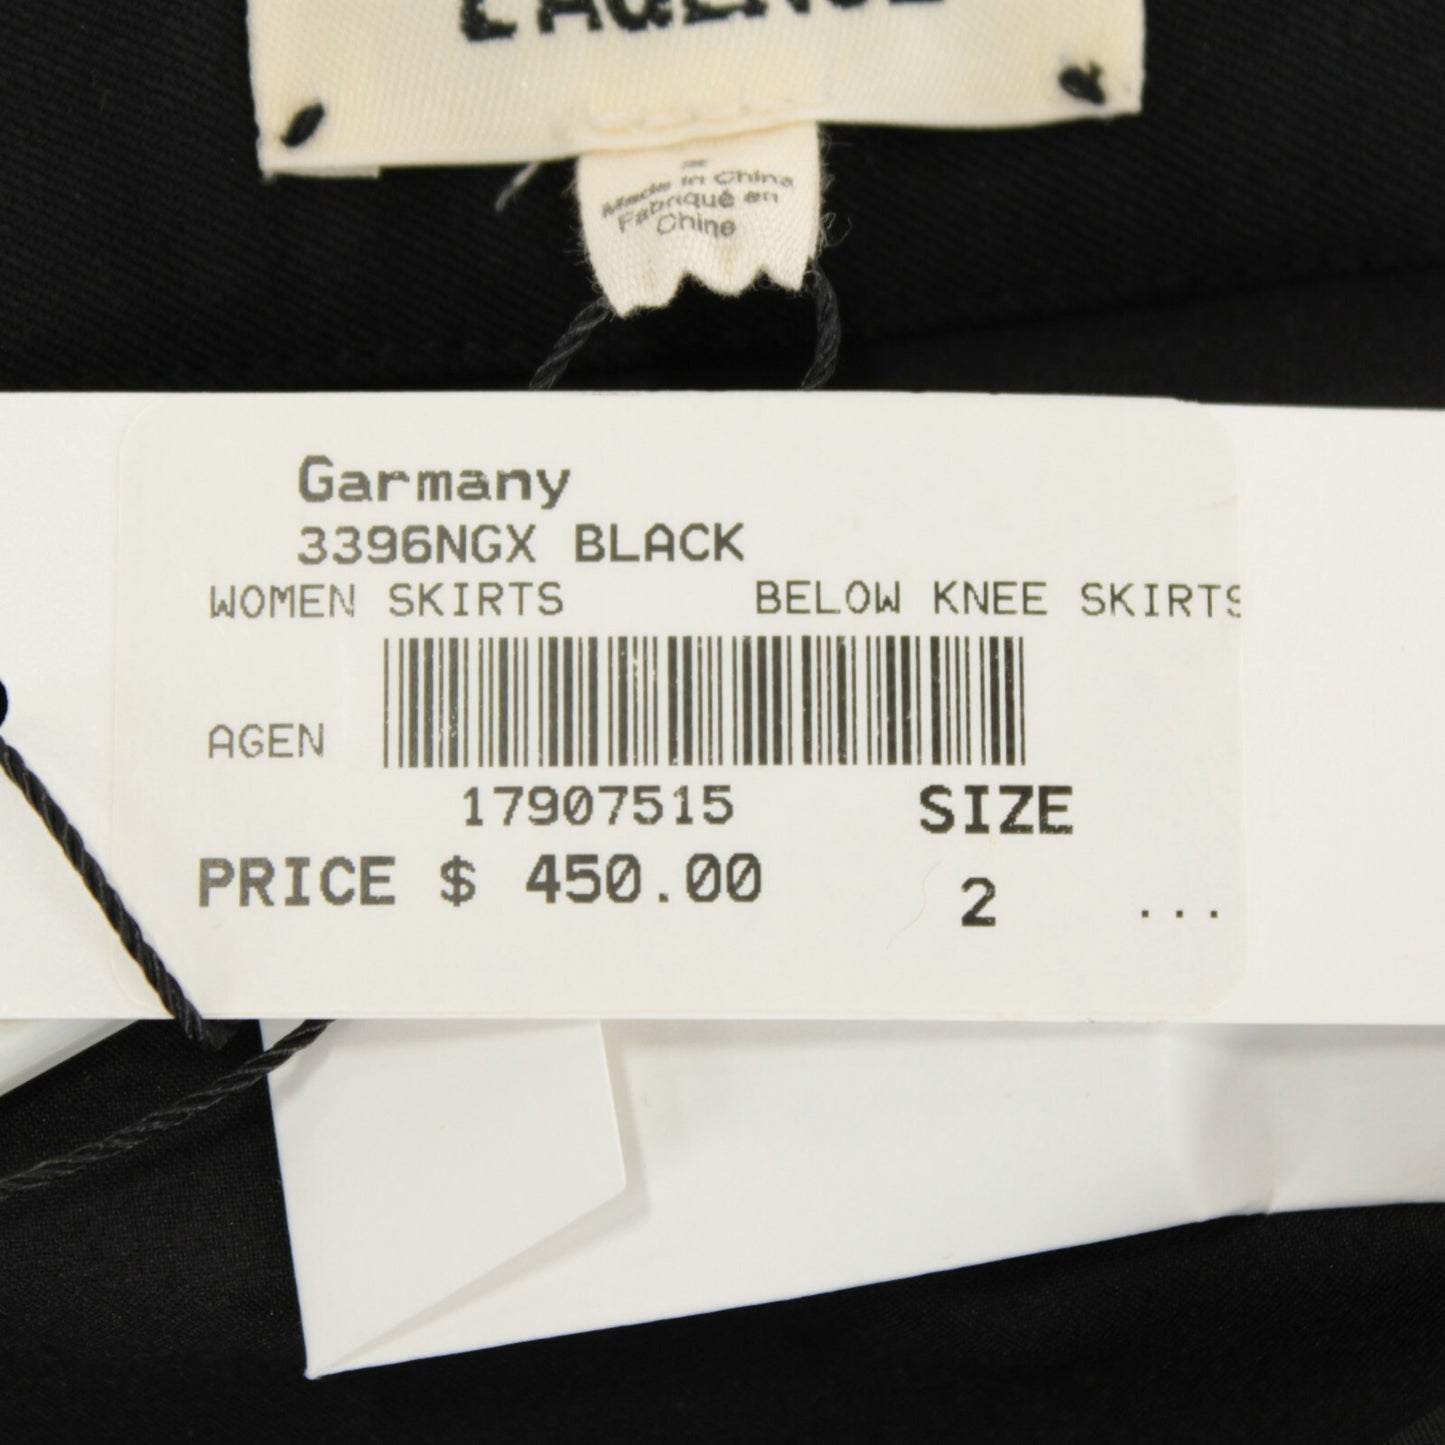 L'AGENCE
Made in China
Fabriqué en
Chine
Garmany
3396NGX BLACK
WOMEN SKIRTS BELOW KNEE SKIRTS
AGEN
17907515 SIZE
PRICE $ 450.00 2 ...